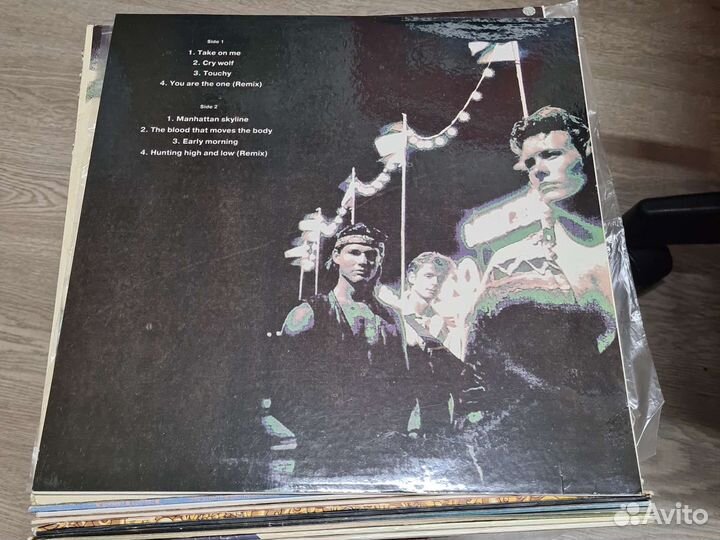 Side 1
1. Take on me
2. Cry wolf
3. Touchy
4. You are the one (Remix)
Side 2
1. Manhattan skyline
2. The blood that moves the body
3. Early morning
4. Hunting high and low (Remix)
Avito